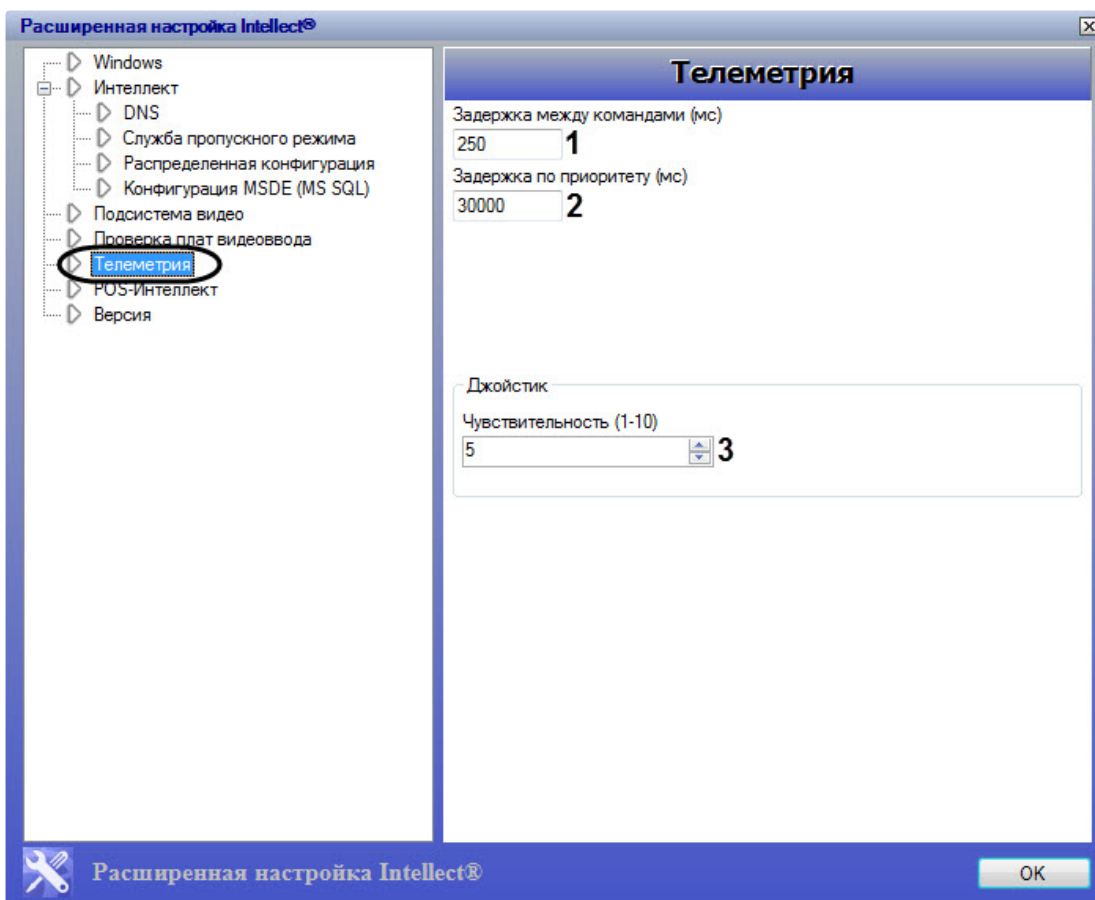 Расширенная настройка Intellect®
Windows
Интеллект
DNS
Служба пропускного режима
Распределенная конфигурация
Конфигурация MSDE (MS SQL)
Подсистема видео
Проверка плат видеоввода
Телеметрия
POS-Интеллект
Версия
Телеметрия
Задержка между командами (мс)
250 1
Задержка по приоритету (мс)
30000 2
Джойстик
Чувствительность (1-10)
5 3
Расширенная настройка Intellect®
OK